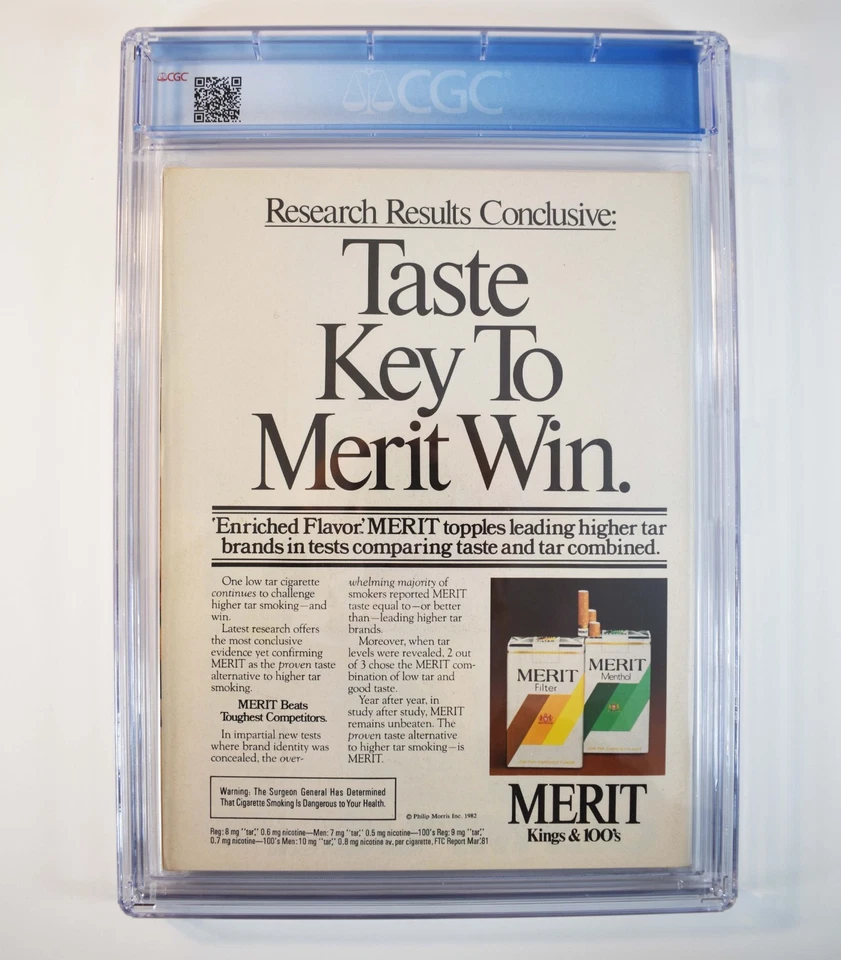 CGC
CGC
Research Results Conclusive:
Taste
Key To
Merit Win.
'Enriched Flavor,' MERIT topples leading higher tar
brands in tests comparing taste and tar combined.
One low tar cigarette
continues to challenge
higher tar smoking—and
win.
Latest research offers
the most conclusive
evidence yet confirming
MERIT as the proven taste
alternative to higher tar
smoking.
MERIT Beats
Toughest Competitors.
In impartial new tests
where brand identity was
concealed, the over-
whelming majority of
smokers reported MERIT
taste equal to—or better
than—leading higher tar
brands.
Moreover, when tar
levels were revealed, 2 out
of 3 chose the MERIT com-
bination of low tar and
good taste.
Year after year, in
study after study, MERIT
remains unbeaten. The
proven taste alternative
to higher tar smoking—is
MERIT.
MERIT
Filter
MERIT
Menthol
Warning: The Surgeon General Has Determined
That Cigarette Smoking Is Dangerous to Your Health.
© Philip Morris Inc. 1982
Reg: 8 mg "tar," 0.6 mg nicotine—Men: 7 mg "tar," 0.5 mg nicotine—100's Reg: 9 mg "tar,"
0.7 mg nicotine—100's Men: 10 mg "tar," 0.8 mg nicotine av. per cigarette, FTC Report Mar.'81
MERIT
Kings & 100's